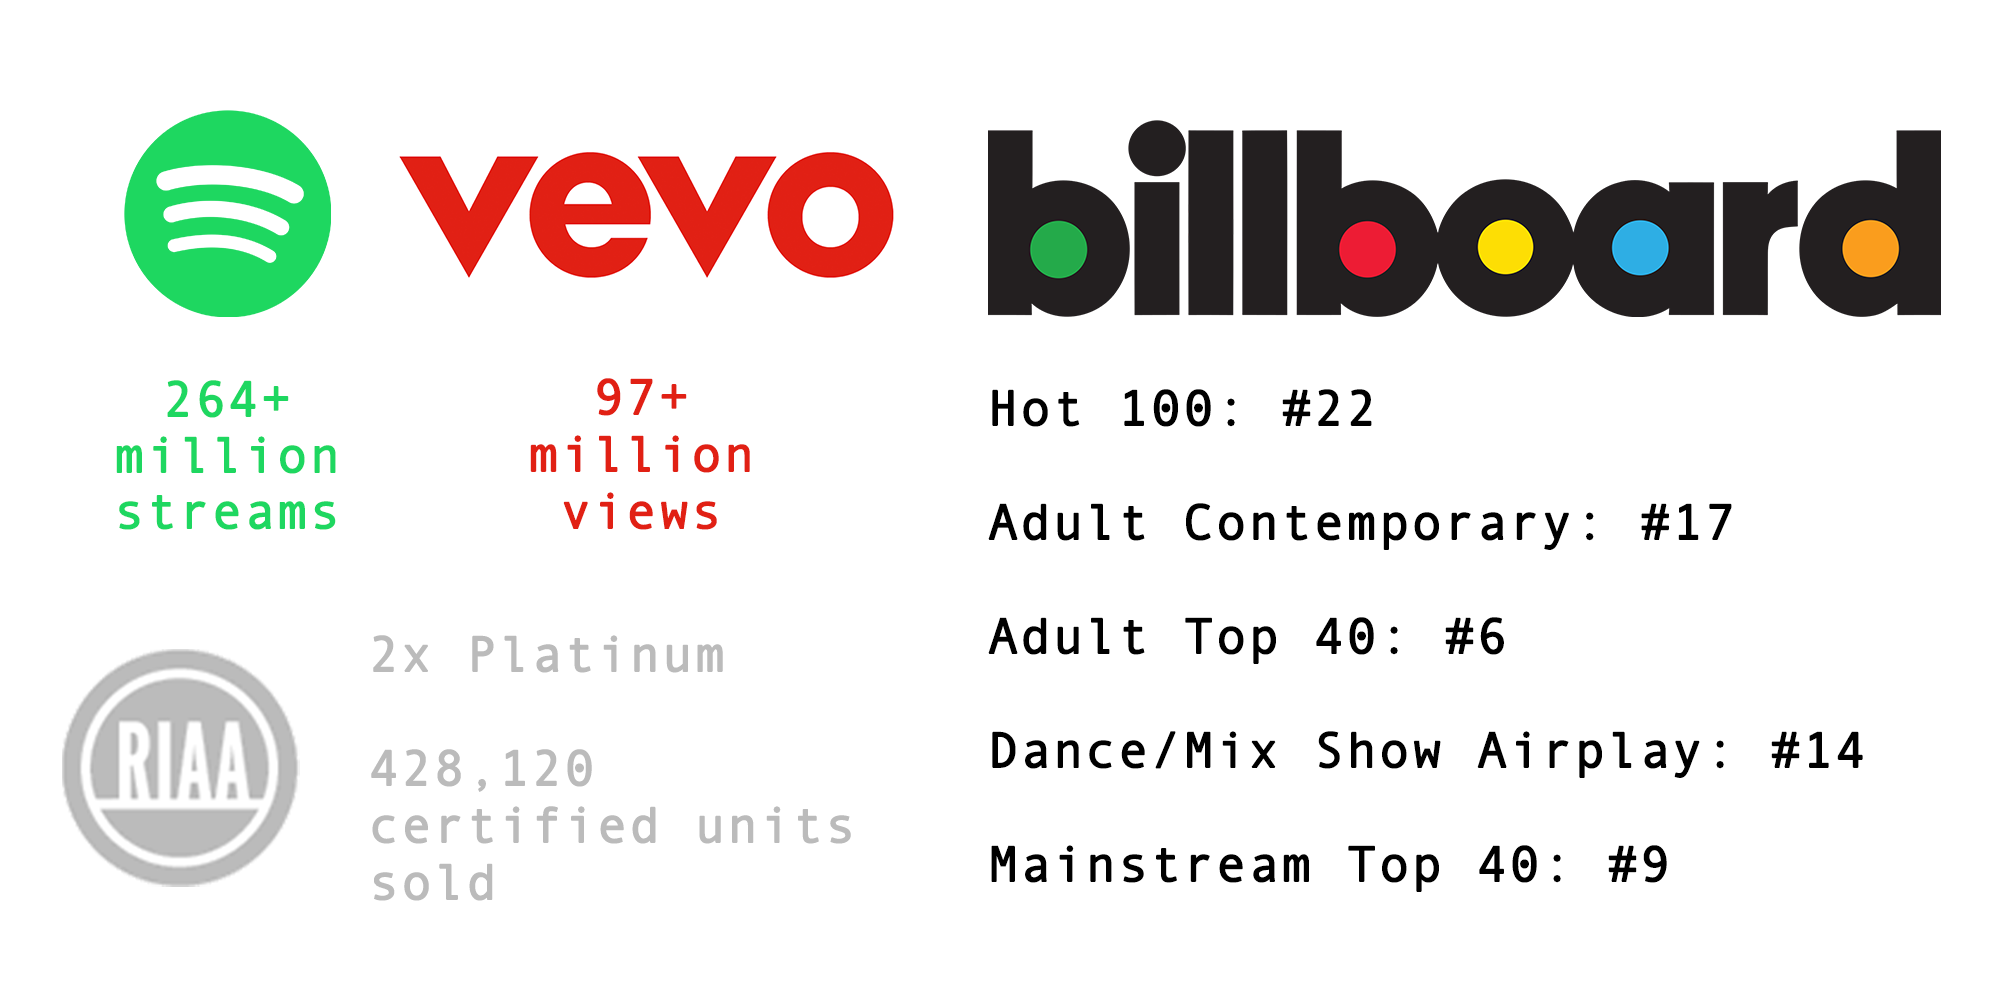 vevo
billboard
264+
million
streams
97+
million
views
RIAA
2x Platinum
428,120
certified units
sold
Hot 100: #22
Adult Contemporary: #17
Adult Top 40: #6
Dance/Mix Show Airplay: #14
Mainstream Top 40: #9